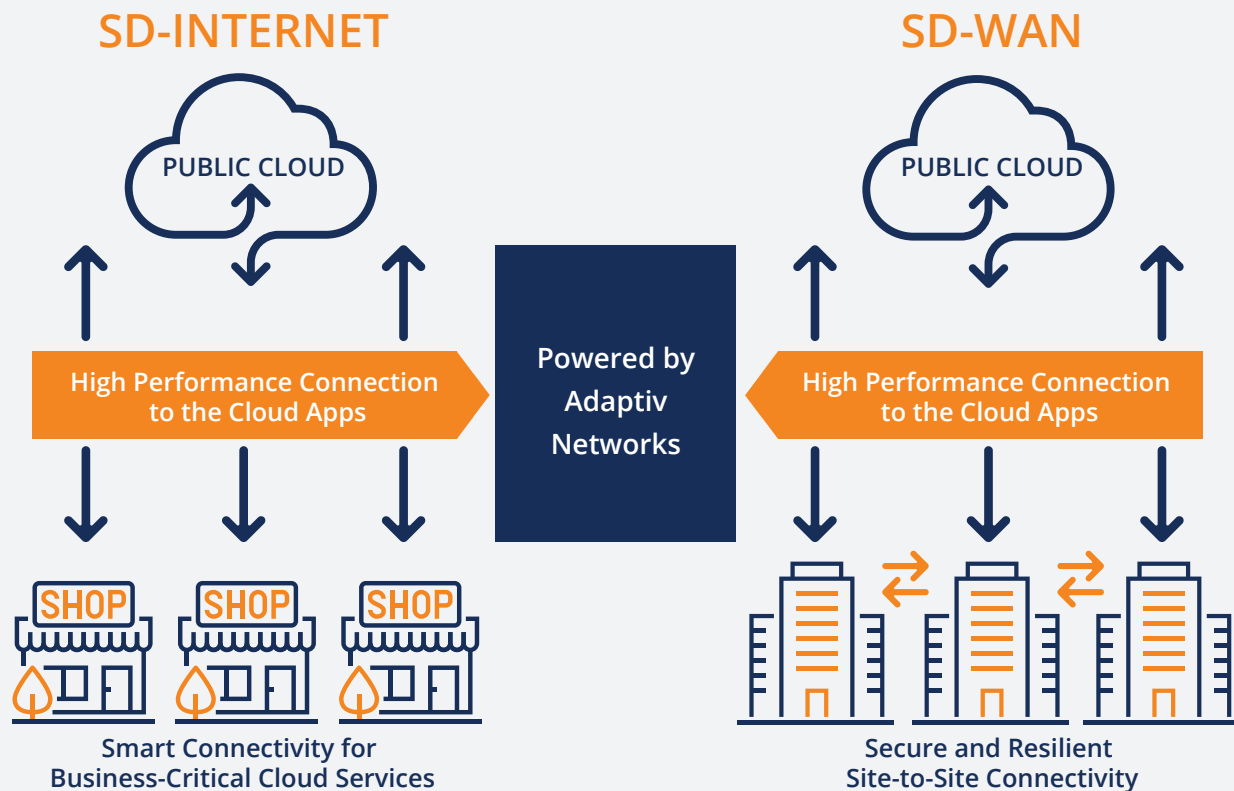 SD-INTERNET
PUBLIC CLOUD
High Performance Connection
to the Cloud Apps
SHOP
SHOP
SHOP
Smart Connectivity for
Business-Critical Cloud Services
Powered by
Adaptiv
Networks
SD-WAN
PUBLIC CLOUD
High Performance Connection
to the Cloud Apps
Secure and Resilient
Site-to-Site Connectivity